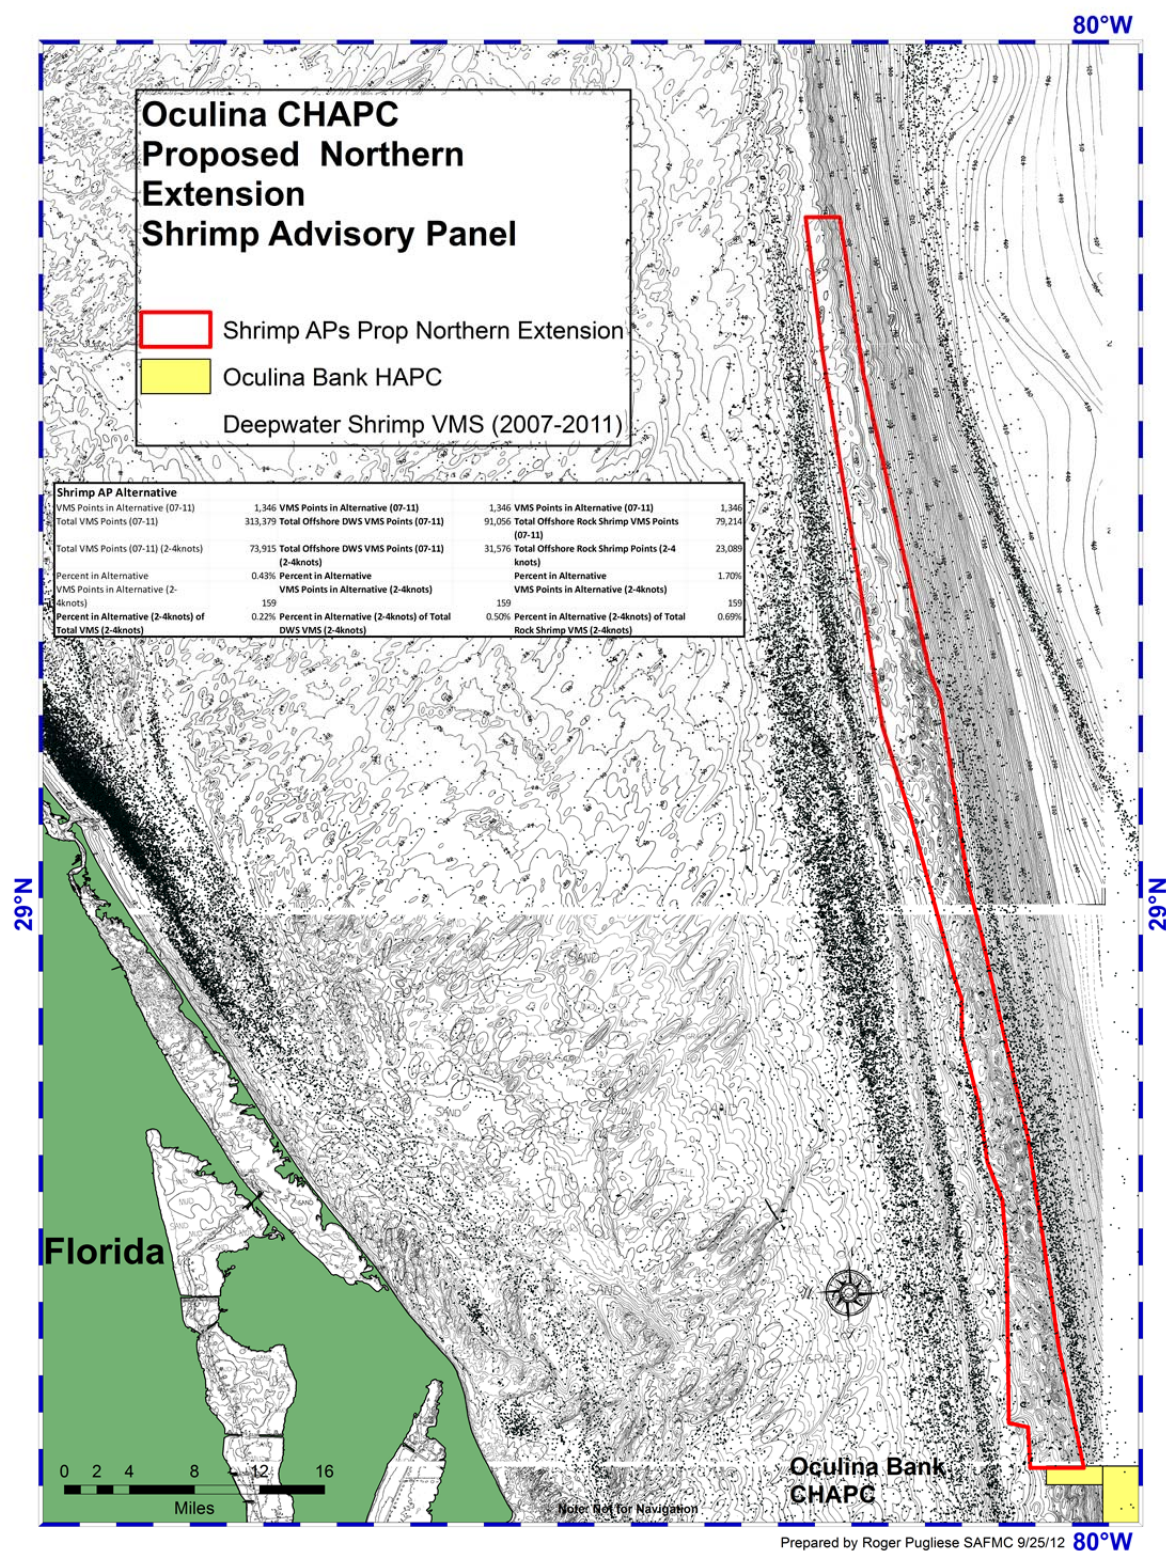 80°W
Oculina CHAPC
Proposed Northern
Extension
Shrimp Advisory Panel
Shrimp APs Prop Northern Extension
Oculina Bank HAPC
Deepwater Shrimp VMS (2007-2011)
Shrimp AP Alternative
VMS Points in Alternative (07-11) 1,346 VMS Points in Alternative (07-11) 1,346 VMS Points in Alternative (07-11) 1,346
Total VMS Points (07-11) 313,379 Total Offshore DWS VMS Points (07-11) 91,056 Total Offshore Rock Shrimp VMS Points 79,214
(07-11)
Total VMS Points (07-11) (2-4knots) 73,915 Total Offshore DWS VMS Points (07-11) 31,576 Total Offshore Rock Shrimp Points (2-4 23,089
(2-4knots) knots)
Percent in Alternative 0.43% Percent in Alternative Percent in Alternative 1.70%
VMS Points in Alternative (2- VMS Points in Alternative (2-4knots) VMS Points in Alternative (2-4knots)
4knots) 159 159 159
Percent in Alternative (2-4knots) of 0.22% Percent in Alternative (2-4knots) of Total 0.50% Percent in Alternative (2-4knots) of Total 0.69%
Total VMS (2-4knots) DWS VMS (2-4knots) Rock Shrimp VMS (2-4knots)
29°N
29°N
SAND
SAND
SAND
SAND
SAND
MUD
SAND
Florida
0 2 4 8 12 16
Miles
Oculina Bank
CHAPC
Note: Not for Navigation
Prepared by Roger Pugliese SAFMC 9/25/12
80°W